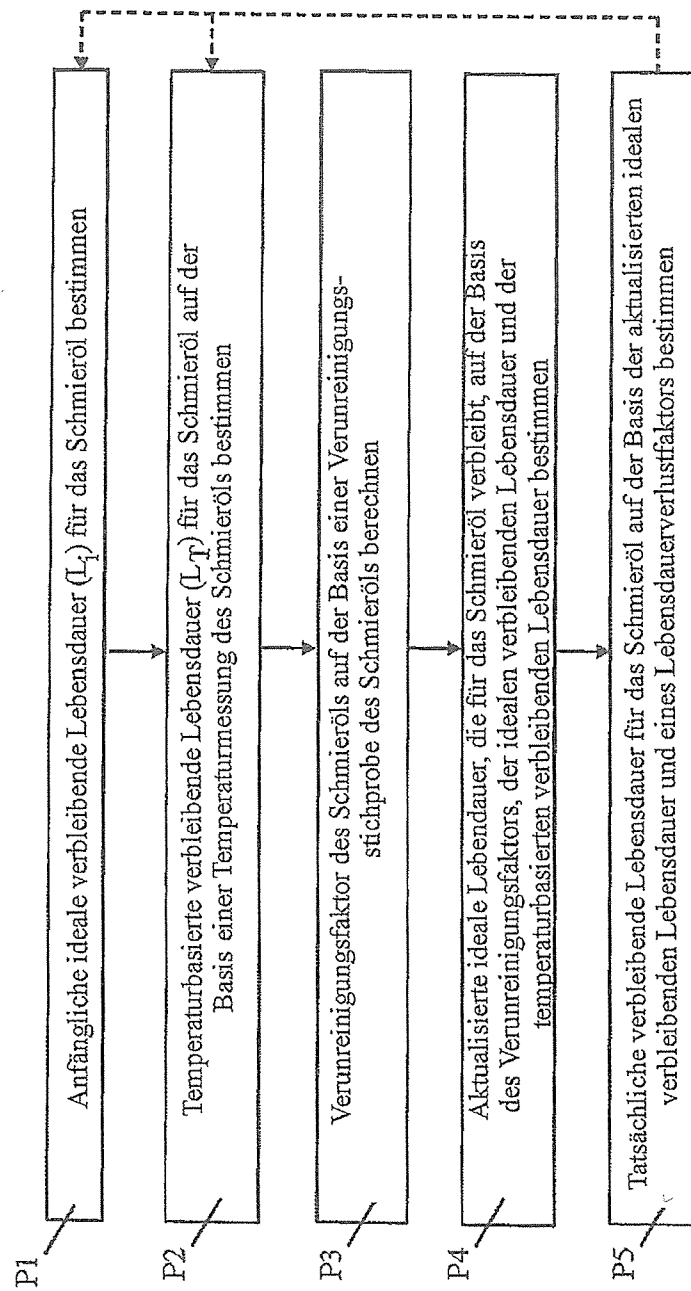 P1
Anfängliche ideale verbleibende Lebensdauer (Li) für das Schmieröl bestimmen
P2
Temperaturbasierte verbleibende Lebensdauer (LT) für das Schmieröl auf der
Basis einer Temperaturmessung des Schmieröls bestimmen
P3
Verunreinigungsfaktor des Schmieröls auf der Basis einer Verunreinigungs-
stichprobe des Schmieröls berechnen
P4
Aktualisierte ideale Lebendauer, die für das Schmieröl verbleibt, auf der Basis
des Verunreinigungsfaktors, der idealen verbleibenden Lebensdauer und der
temperaturbasierten verbleibenden Lebensdauer bestimmen
P5
Tatsächliche verbleibende Lebensdauer für das Schmieröl auf der Basis der aktualisierten idealen
verbleibenden Lebensdauer und eines Lebensdauerverlustfaktors bestimmen